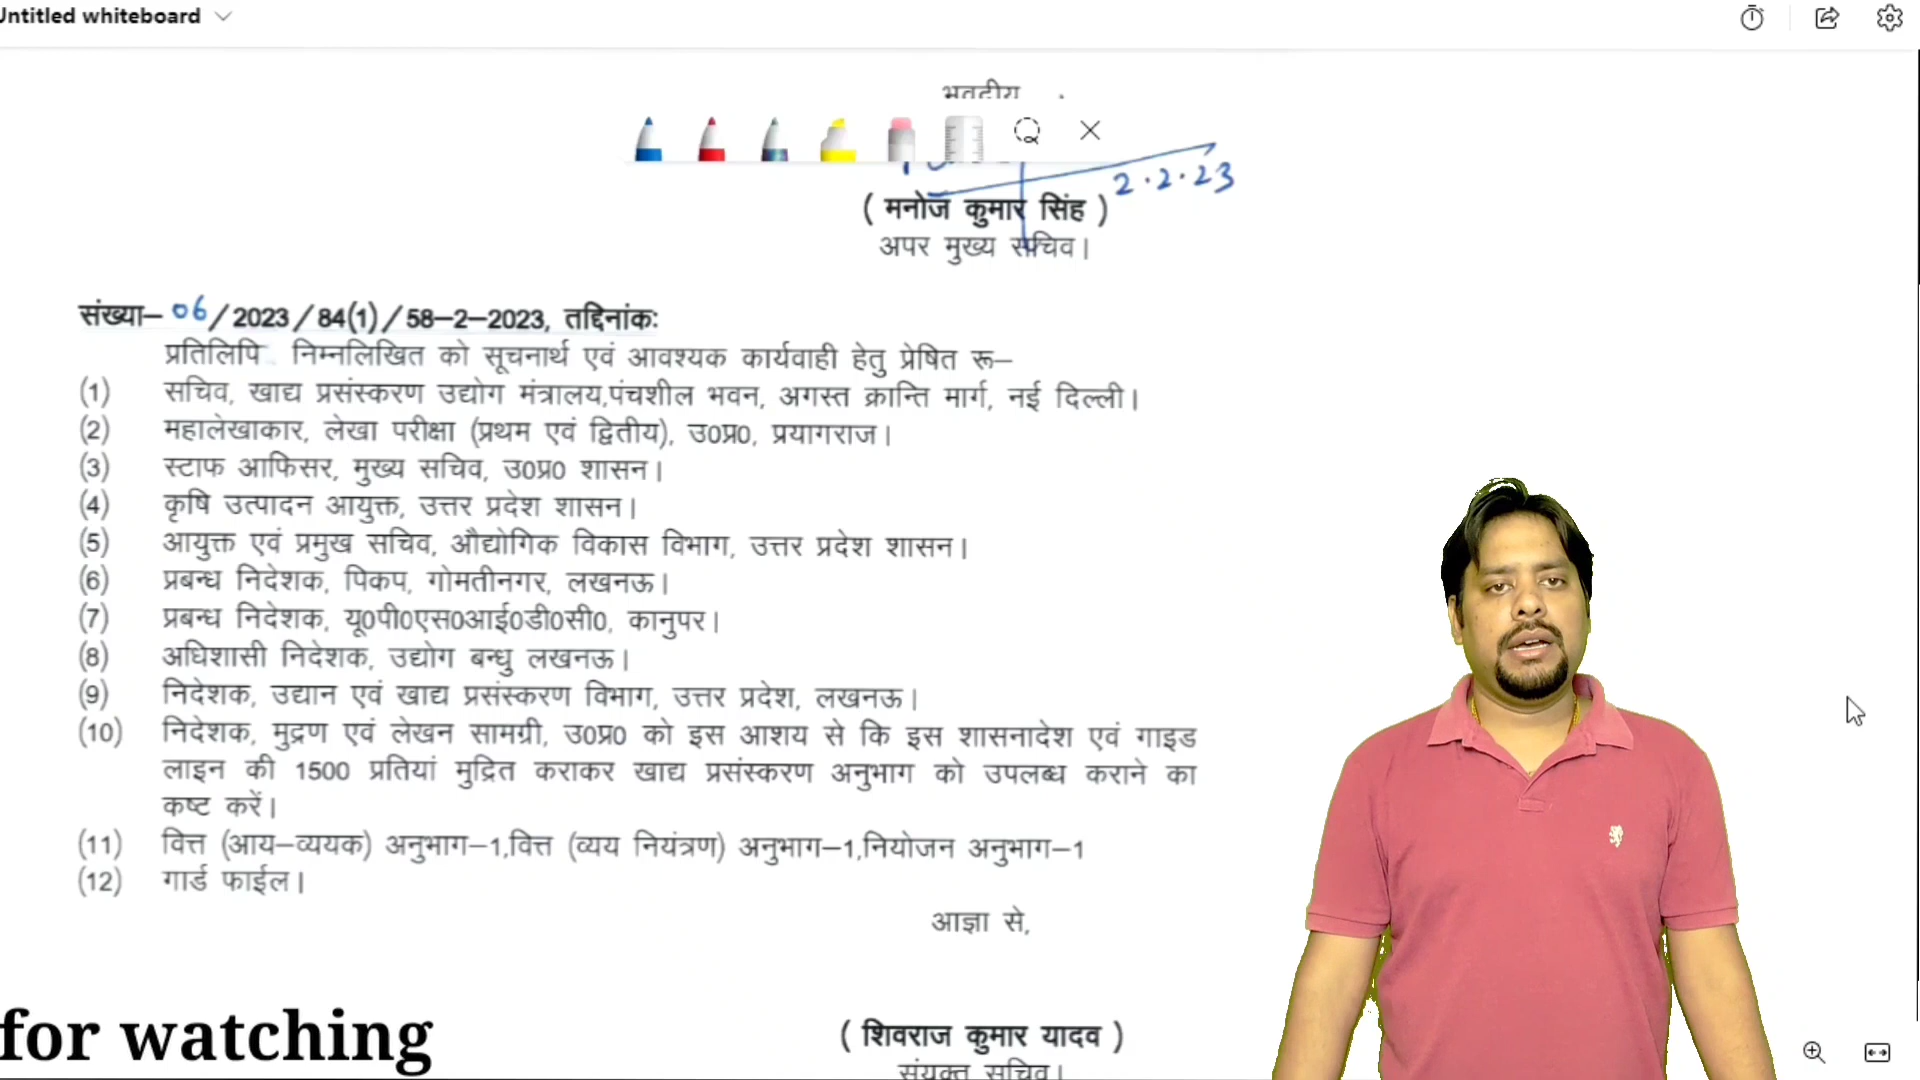 Untitled whiteboard
भवदीय
2.2.23
( मनोज कुमार सिंह )
अपर मुख्य सचिव।
संख्या– 06/2023/84(1)/58–2–2023, तद्दिनांकः
प्रतिलिपि निम्नलिखित को सूचनार्थ एवं आवश्यक कार्यवाही हेतु प्रेषित रू–
(1) सचिव, खाद्य प्रसंस्करण उद्योग मंत्रालय,पंचशील भवन, अगस्त क्रान्ति मार्ग, नई दिल्ली।
(2) महालेखाकार, लेखा परीक्षा (प्रथम एवं द्वितीय), उ0प्र0, प्रयागराज।
(3) स्टाफ आफिसर, मुख्य सचिव, उ0प्र0 शासन।
(4) कृषि उत्पादन आयुक्त, उत्तर प्रदेश शासन।
(5) आयुक्त एवं प्रमुख सचिव, औद्योगिक विकास विभाग, उत्तर प्रदेश शासन।
(6) प्रबन्ध निदेशक, पिकप, गोमतीनगर, लखनऊ।
(7) प्रबन्ध निदेशक, यू0पी0एस0आई0डी0सी0, कानुपर।
(8) अधिशासी निदेशक, उद्योग बन्धु लखनऊ।
(9) निदेशक, उद्यान एवं खाद्य प्रसंस्करण विभाग, उत्तर प्रदेश, लखनऊ।
(10) निदेशक, मुद्रण एवं लेखन सामग्री, उ0प्र0 को इस आशय से कि इस शासनादेश एवं गाइड
लाइन की 1500 प्रतियां मुद्रित कराकर खाद्य प्रसंस्करण अनुभाग को उपलब्ध कराने का
कष्ट करें।
(11) वित्त (आय–व्ययक) अनुभाग–1,वित्त (व्यय नियंत्रण) अनुभाग–1,नियोजन अनुभाग–1
(12) गार्ड फाईल।
आज्ञा से,
( शिवराज कुमार यादव )
संयुक्त सचिव।
for watching